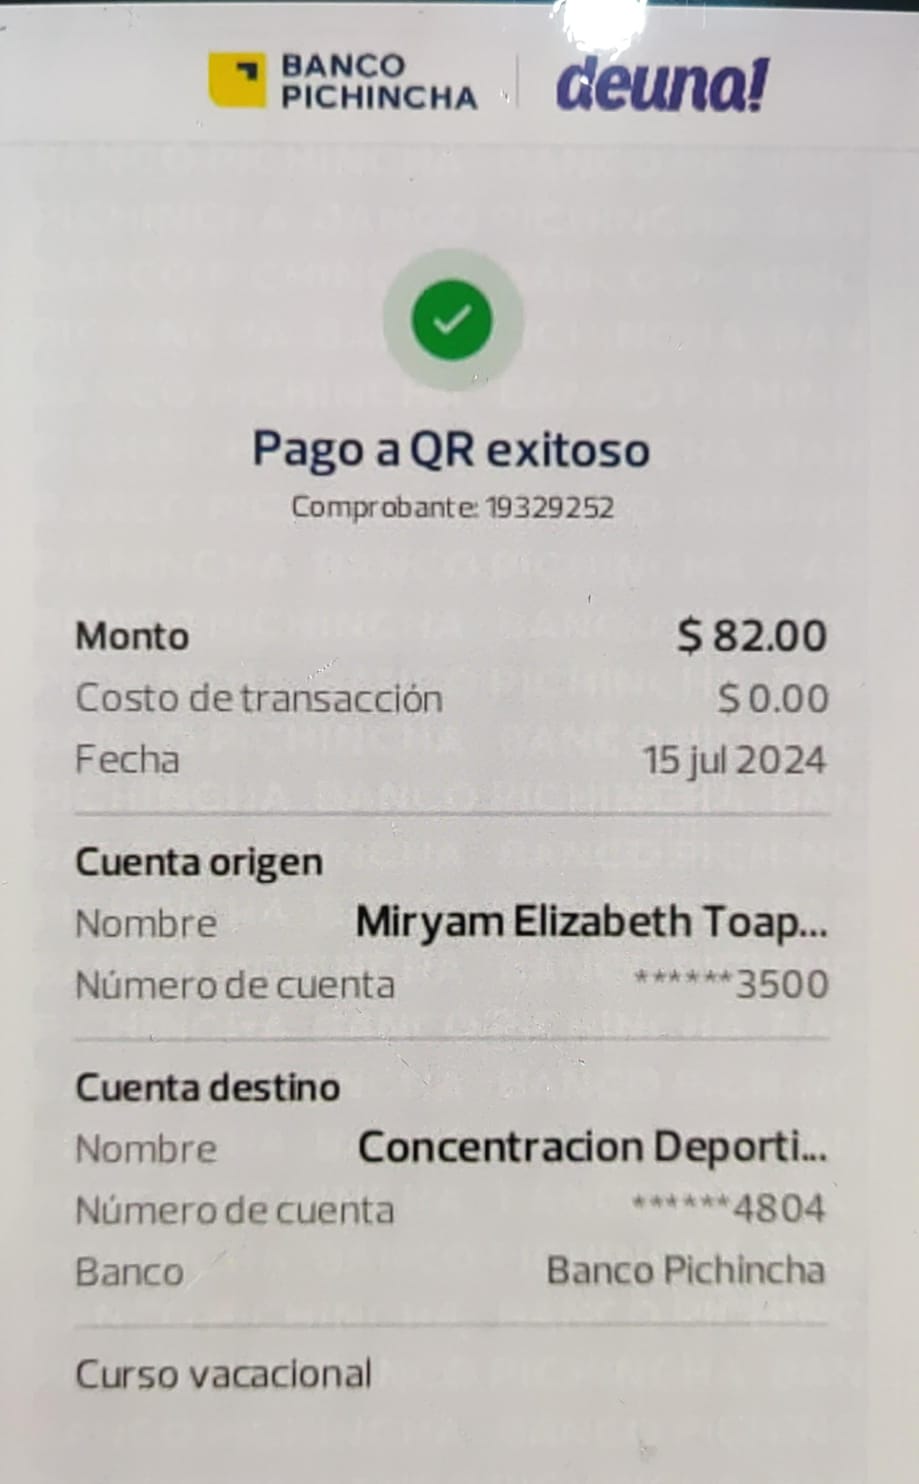 BANCO
PICHINCHA
deuna!
Pago a QR exitoso
Comprobante: 19329252
Monto $ 82.00
Costo de transacción $ 0.00
Fecha 15 jul 2024
Cuenta origen
Nombre Miryam Elizabeth Toap...
Número de cuenta ******3500
Cuenta destino
Nombre Concentracion Deporti...
Número de cuenta ******4804
Banco Banco Pichincha
Curso vacacional